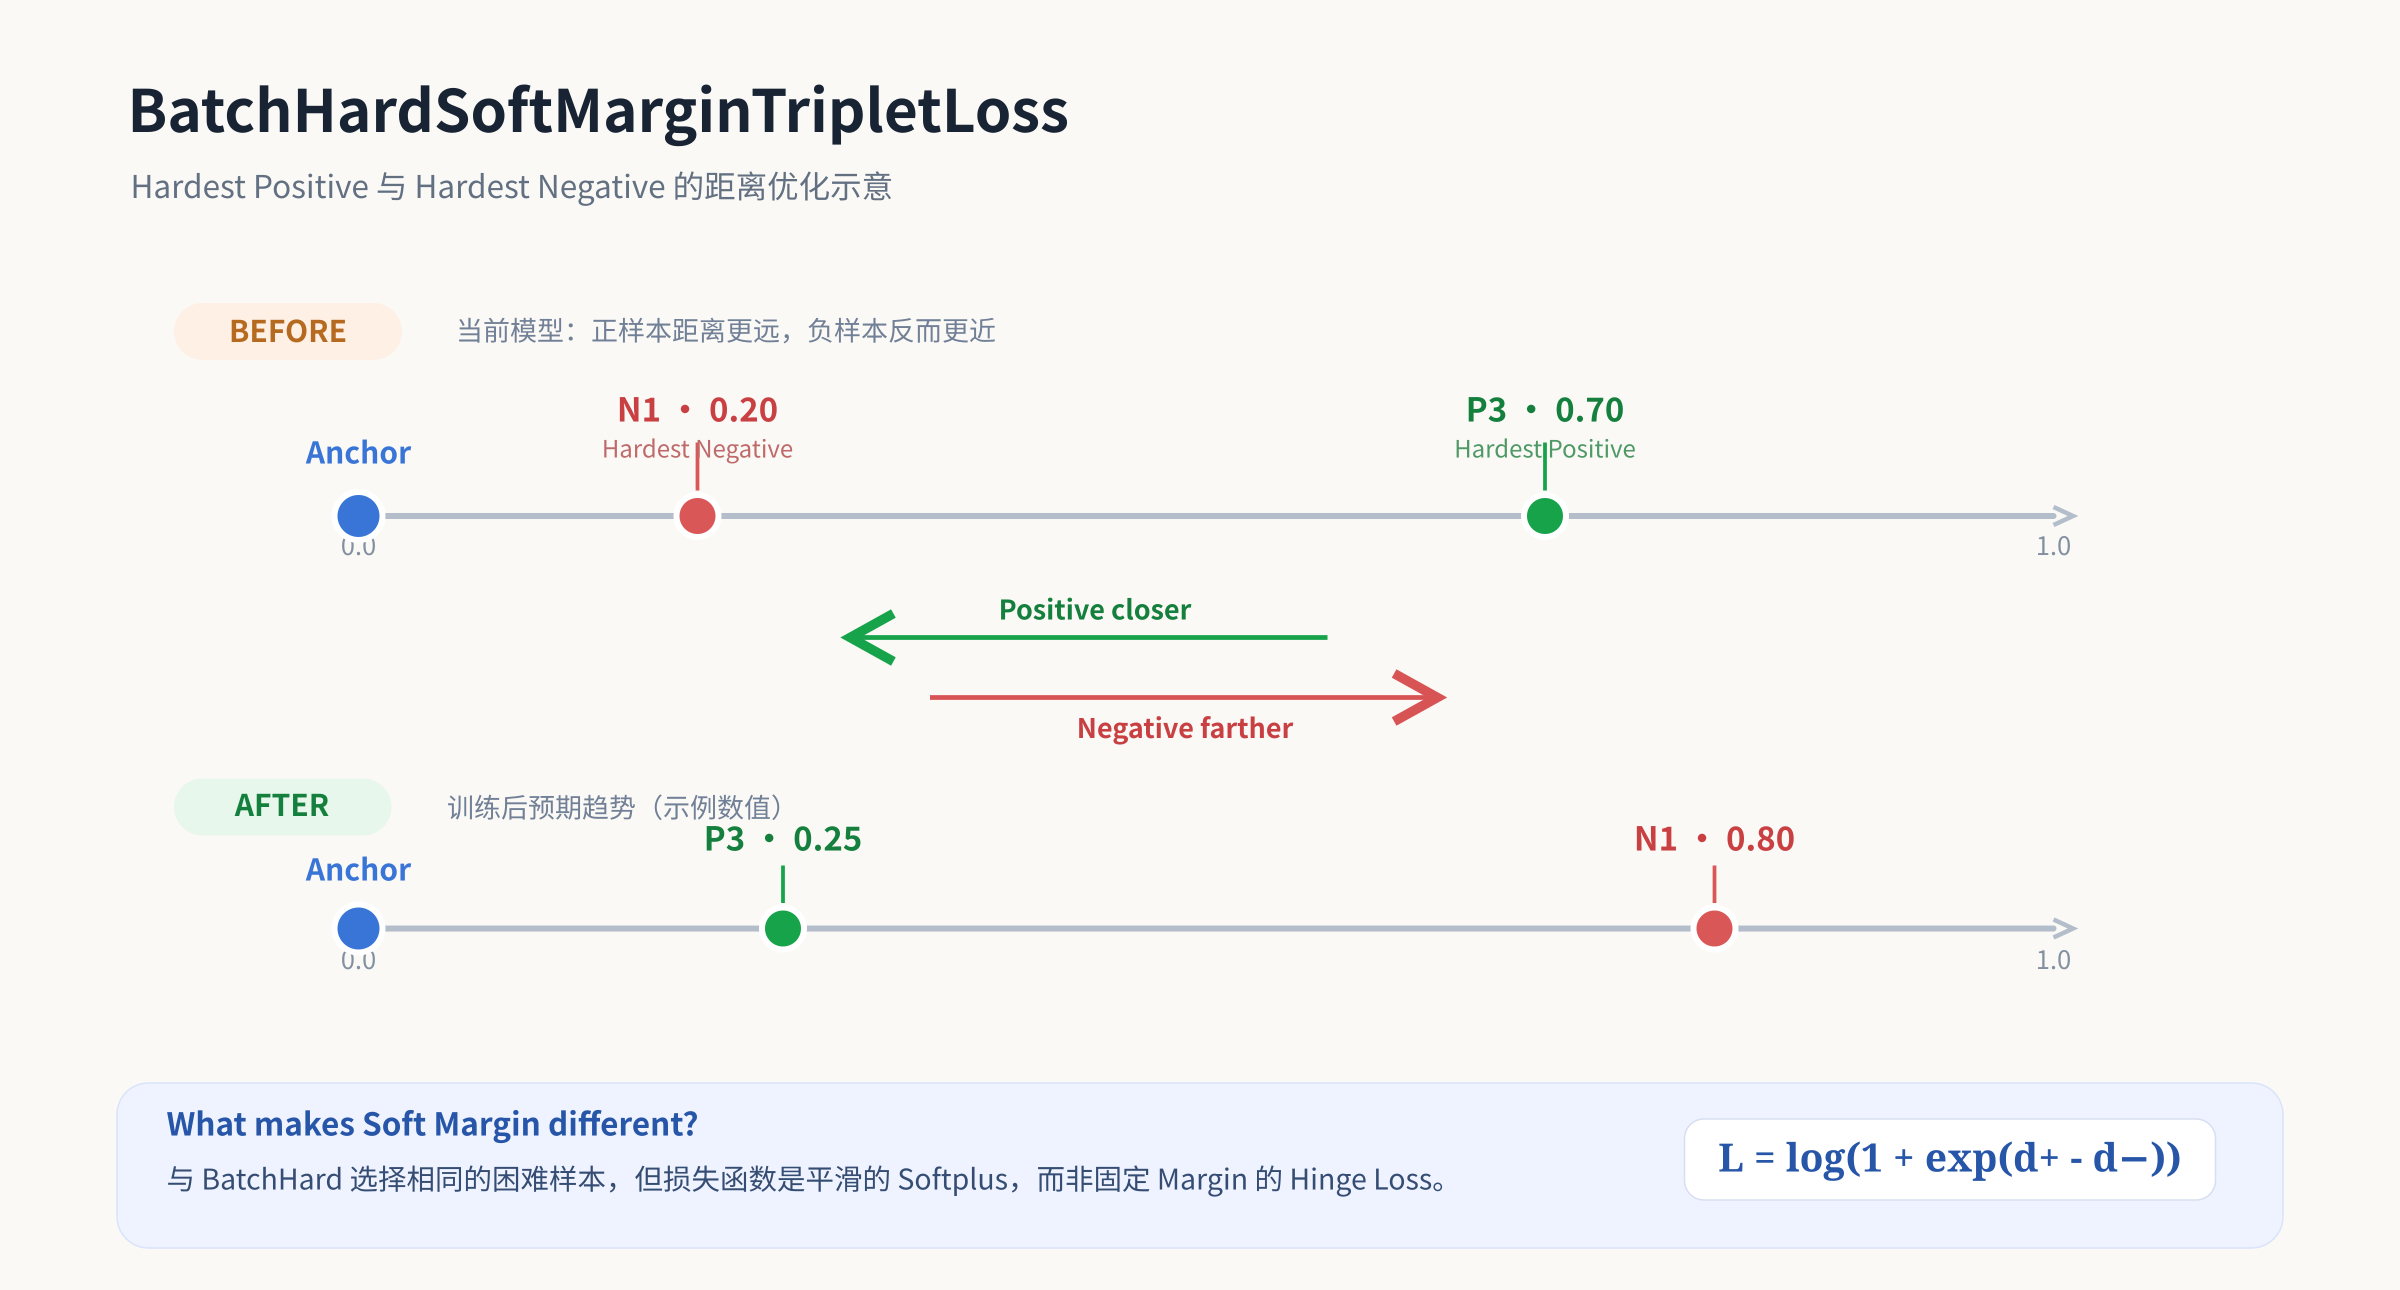 BatchHardSoftMarginTripletLoss
Hardest Positive 与 Hardest Negative 的距离优化示意
BEFORE
当前模型：正样本距离更远，负样本反而更近
N1 • 0.20
P3 • 0.70
Anchor
Hardest Negative
Hardest Positive
0.0
1.0
Positive closer
Negative farther
AFTER
训练后预期趋势（示例数值）
P3 • 0.25
N1 • 0.80
Anchor
0.0
1.0
What makes Soft Margin different?
与 BatchHard 选择相同的困难样本，但损失函数是平滑的 Softplus，而非固定 Margin 的 Hinge Loss。
L = log(1 + exp(d+ - d−))